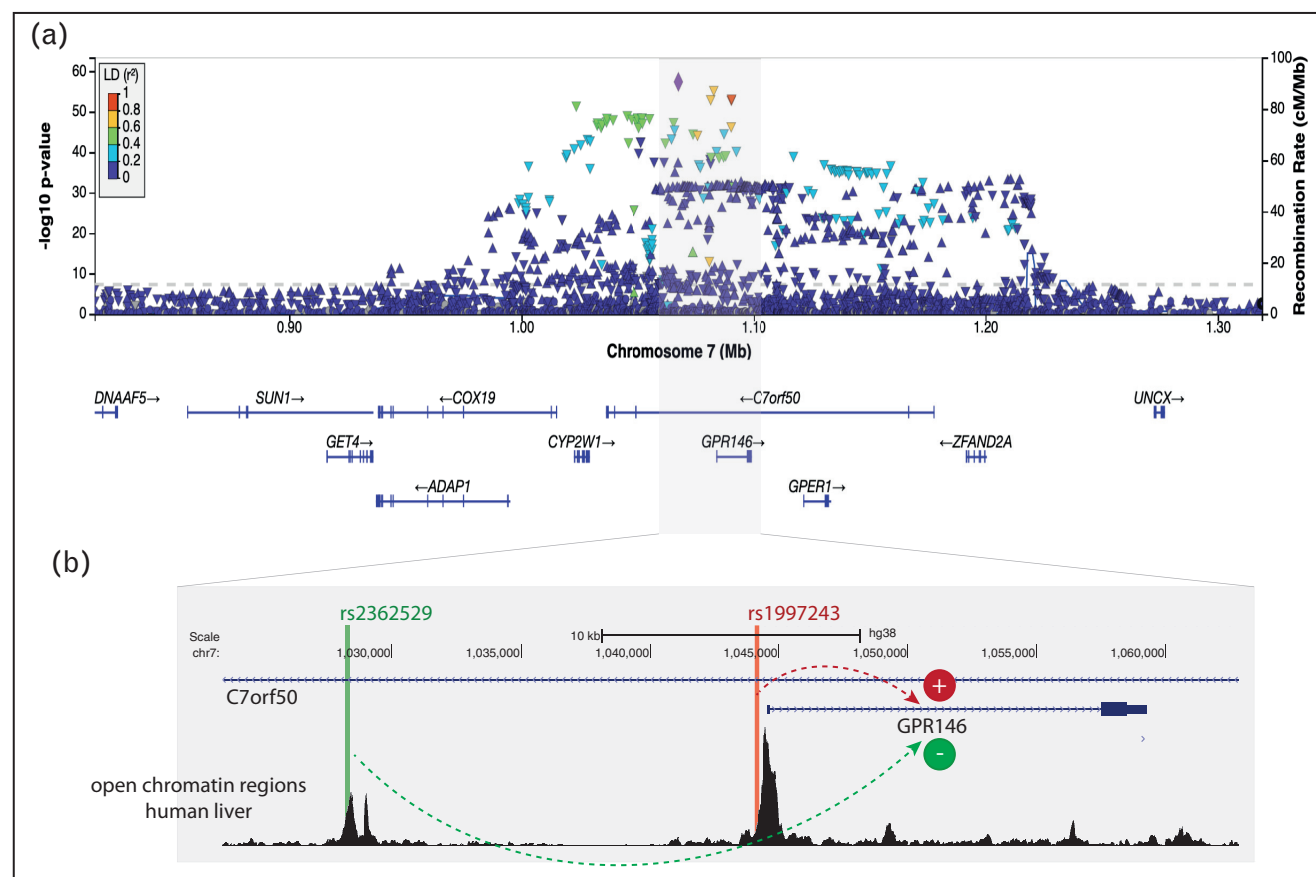 (a)
60
50
40
30
20
10
0
-log10 p-value
LD (r²)
1
0.8
0.6
0.4
0.2
0
100
80
60
40
20
0
Recombination Rate (cM/Mb)
0.90 1.00 1.10 1.20 1.30
Chromosome 7 (Mb)
DNAAF5→ SUN1→ ←COX19 ←C7orf50 UNCX→
GET4→ CYP2W1→ GPR146→ ←ZFAND2A
←ADAP1 GPER1→
(b)
rs2362529 rs1997243
Scale 10 kb hg38
chr7: 1,030,000 1,035,000 1,040,000 1,045,000 1,050,000 1,055,000 1,060,000
C7orf50
+
GPR146
-
open chromatin regions
human liver